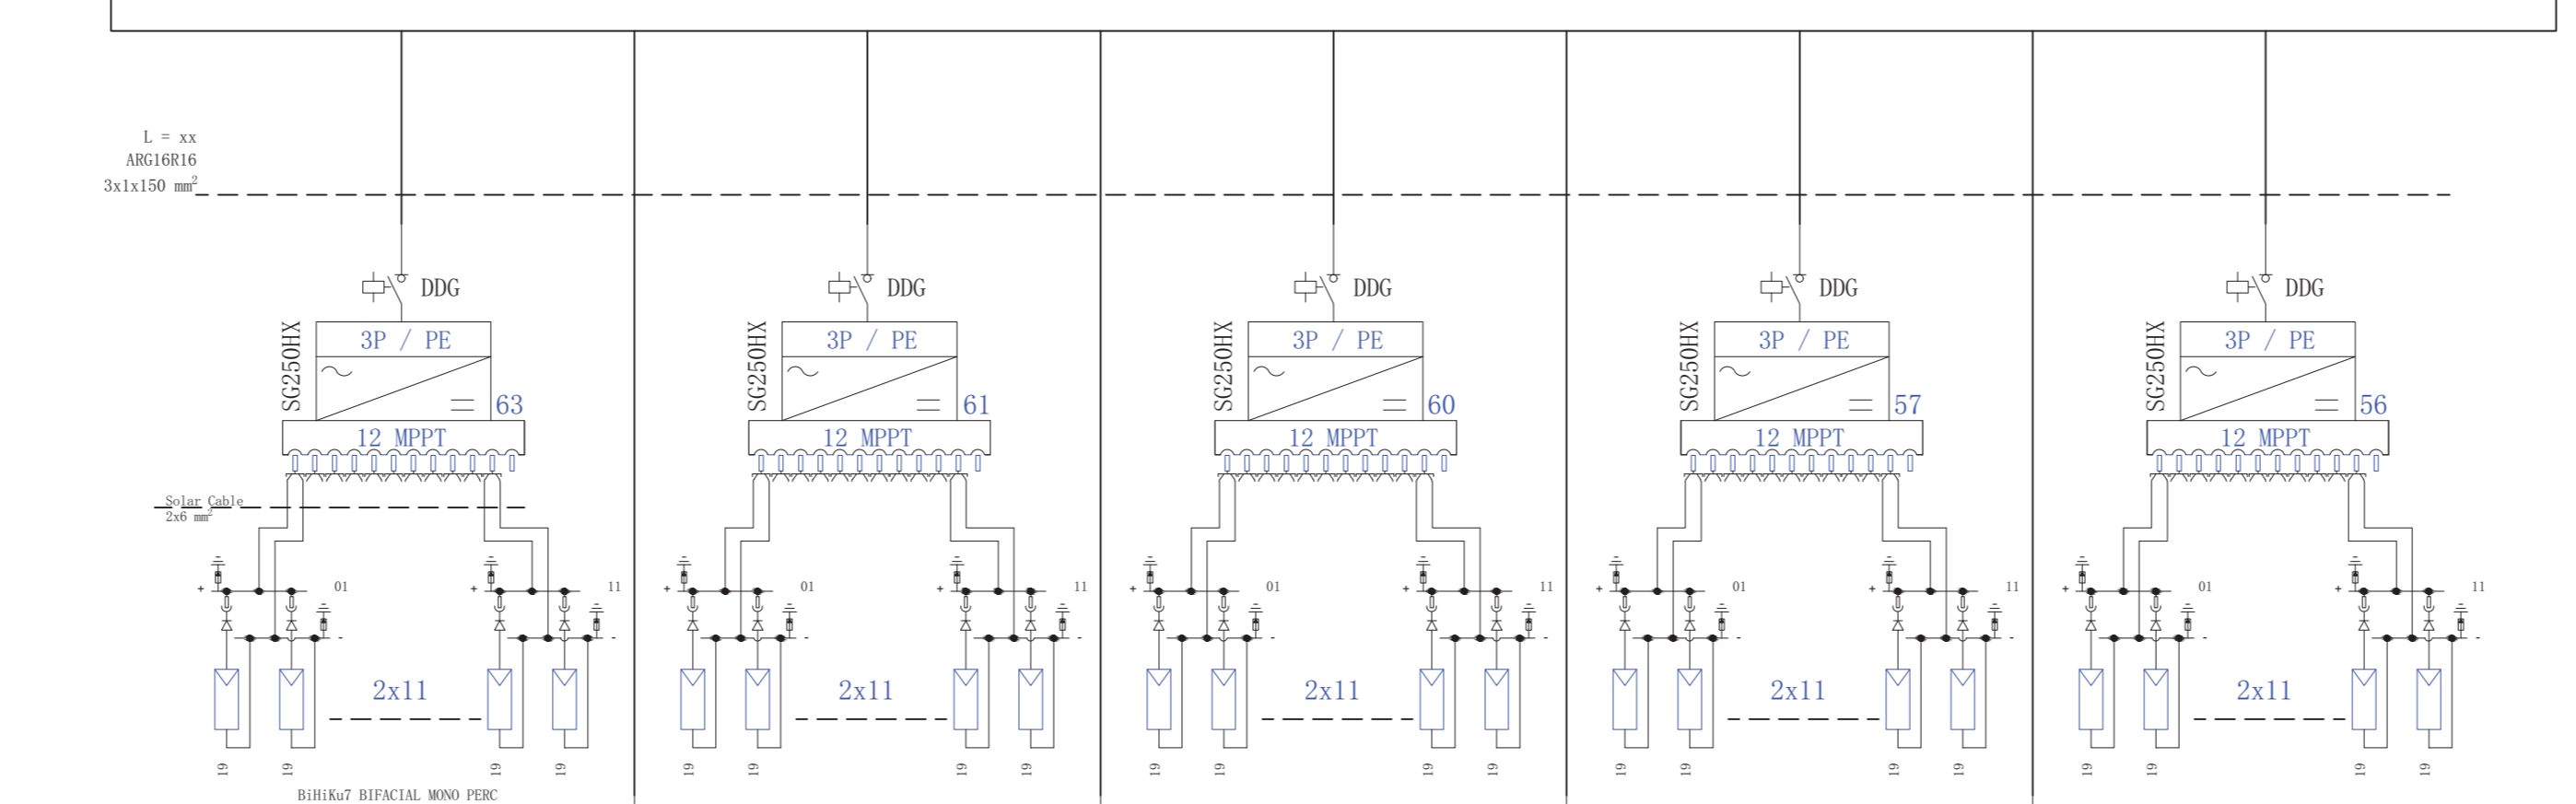 L = xx
ARG16R16
3x1x150 mm²
DDG
DDG
DDG
DDG
DDG
SG250HX
3P / PE
63
12 MPPT
SG250HX
3P / PE
61
12 MPPT
SG250HX
3P / PE
60
12 MPPT
SG250HX
3P / PE
57
12 MPPT
SG250HX
3P / PE
56
12 MPPT
Solar Cable
2x6 mm²
+ 01 + 11
+ 01 + 11
+ 01 + 11
+ 01 + 11
+ 01 + 11
- -
- -
- -
- -
- -
2x11
2x11
2x11
2x11
2x11
19 19 19 19
19 19 19 19
19 19 19 19
19 19 19 19
19 19 19 19
BiHiKu7 BIFACIAL MONO PERC